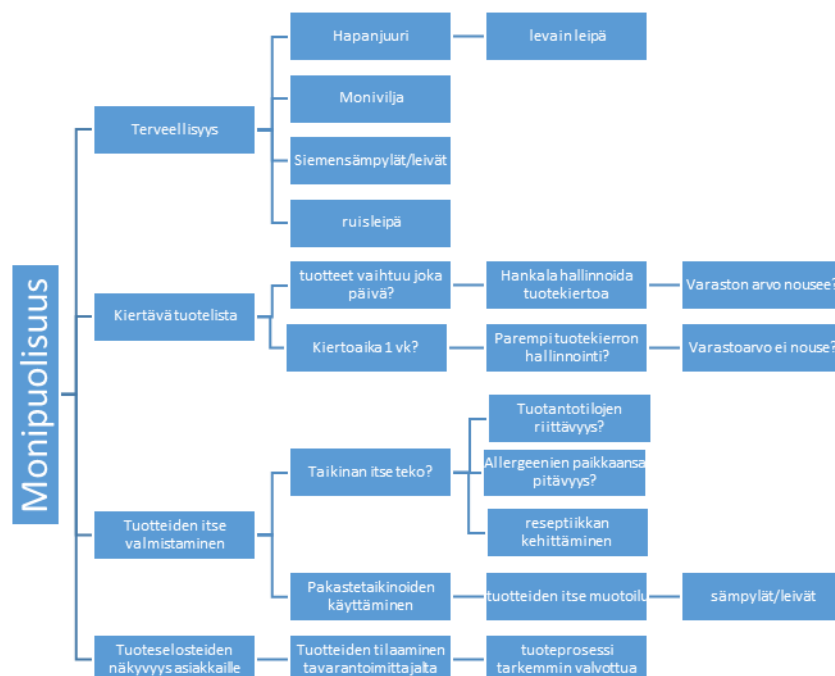 Monipuolisuus
Terveellisyys
Hapanjuuri
levain leipä
Monivilja
Siemensämpylät/leivät
ruisleipä
Kiertävä tuotelista
tuotteet vaihtuu joka
päivä?
Hankala hallinnoida
tuotekiertoa
Varaston arvo nousee?
Kiertoaika 1 vk?
Parempi tuotekierron
hallinnointi?
Varastoarvo ei nouse?
Tuotteiden itse
valmistaminen
Taikinan itse teko?
Tuotantotilojen
riittävyys?
Allergeenien paikkaansa
pitävyys?
reseptiikkan
kehittäminen
Pakastetaikinoiden
käyttäminen
tuotteiden itse muotoilu
sämpylät/leivät
Tuoteselosteiden
näkyvyys asiakkaille
Tuotteiden tilaaminen
tavarantoimittajalta
tuoteprosessi
tarkemmin valvottua